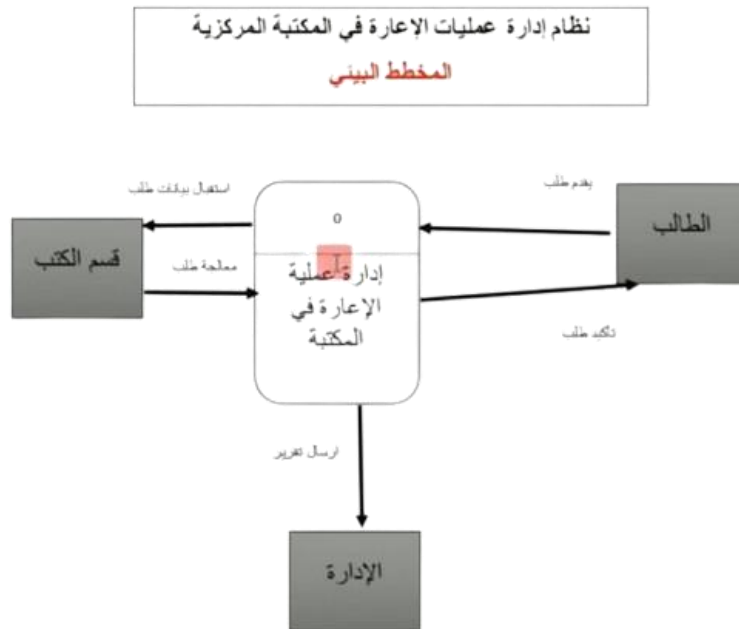 نظام إدارة عمليات الإعارة في المكتبة المركزية
المخطط البيئي
يقدم طلب
استقبال بيانات طلب
0
الطالب
قسم الكتب
معالجة طلب
إدارة عملية
الإعارة في
المكتبة
تأكيد طلب
ارسال تقرير
الإدارة